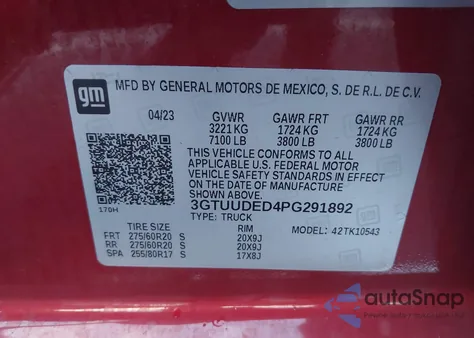 gm
MFD BY GENERAL MOTORS DE MEXICO, S. DE R.L. DE C.V.
04/23 GVWR GAWR FRT GAWR RR
3221 KG 1724 KG 1724 KG
7100 LB 3800 LB 3800 LB
THIS VEHICLE CONFORMS TO ALL
APPLICABLE U.S. FEDERAL MOTOR
VEHICLE SAFETY STANDARDS IN EFFECT
ON THE DATE OF MANUFACTURE SHOWN ABOVE.
3GTUUDED4PG291892
170H TYPE: TRUCK MODEL: 42TK10543
TIRE SIZE RIM
FRT 275/60R20 S 20X9J
RR 275/60R20 S 20X9J
SPA 255/80R17 S 17X8J
autoSnap